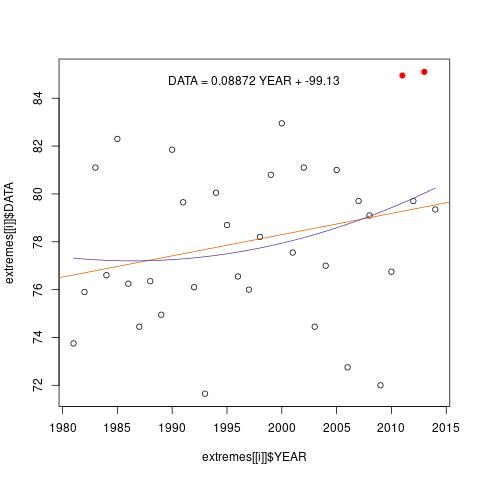 DATA = 0.08872 YEAR + -99.13
84
82
80
78
76
74
72
extremes[[i]]$DATA
1980 1985 1990 1995 2000 2005 2010 2015
extremes[[i]]$YEAR